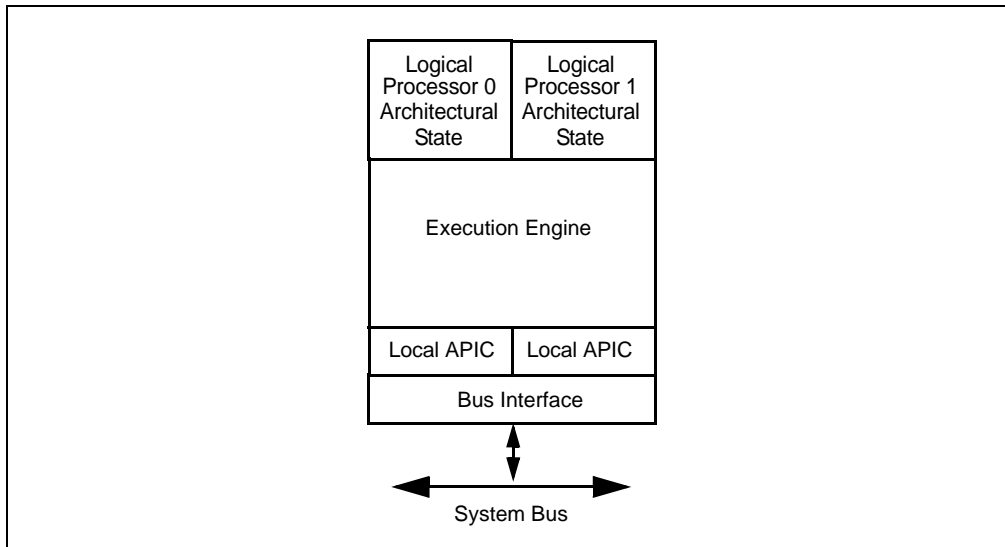 Logical
Processor 0
Architectural
State
Logical
Processor 1
Architectural
State
Execution Engine
Local APIC
Local APIC
Bus Interface
System Bus